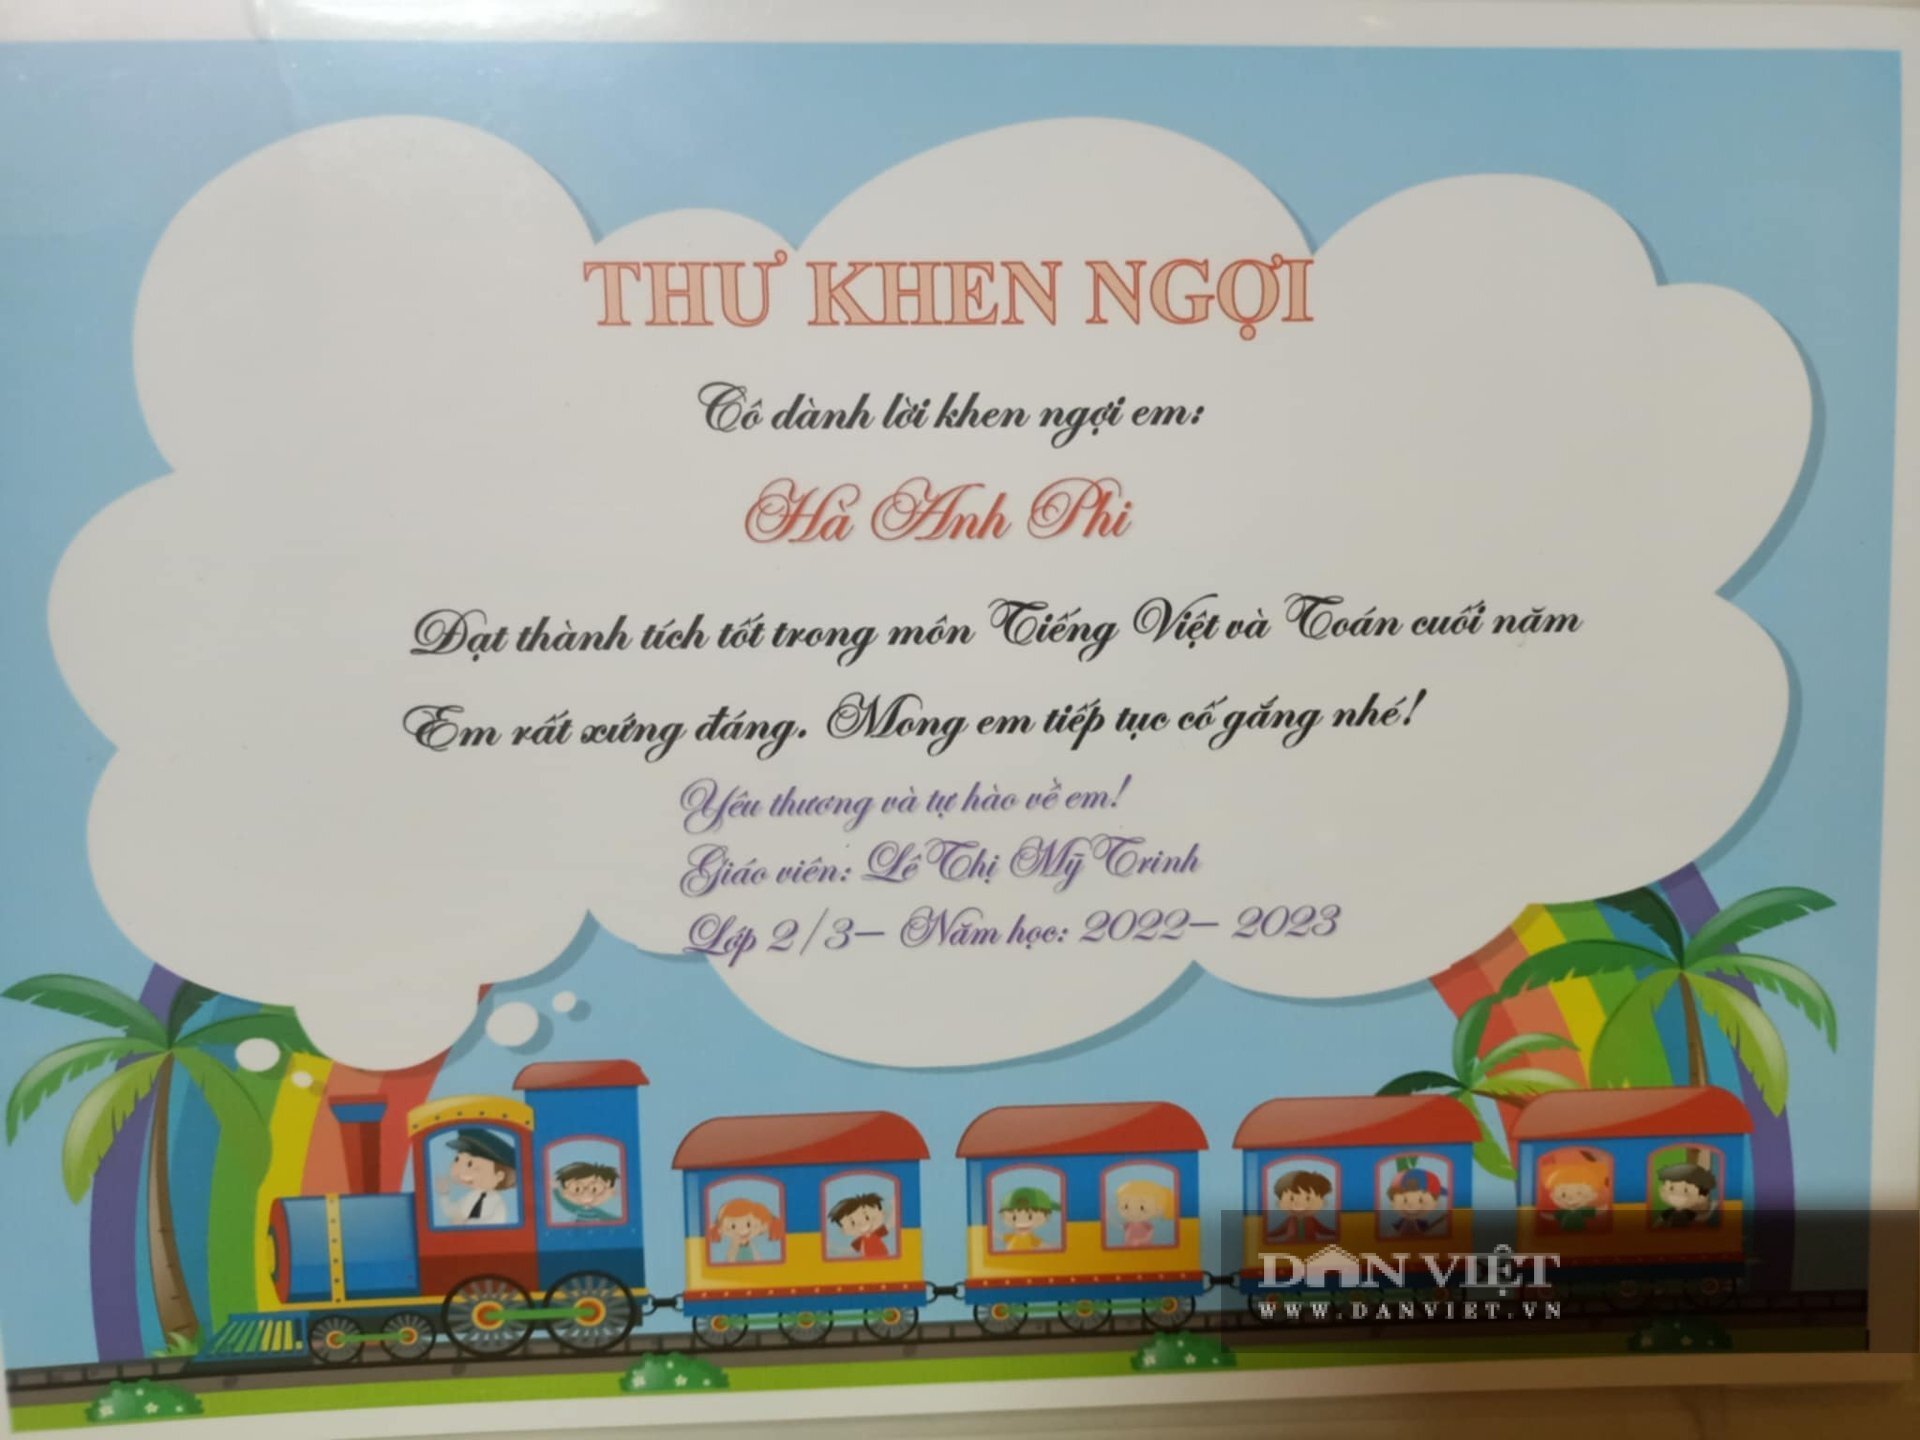 THƯ KHEN NGỢI
Cô dành lời khen ngợi em:
Hà Anh Phi
Đạt thành tích tốt trong môn Tiếng Việt và Toán cuối năm
Em rất xứng đáng. Mong em tiếp tục cố gắng nhé!
Yêu thương và tự hào về em!
Giáo viên: Lê Thị Mỹ Trinh
Lớp 2/3– Năm học: 2022– 2023
DÂN VIỆT
WWW.DANVIET.VN